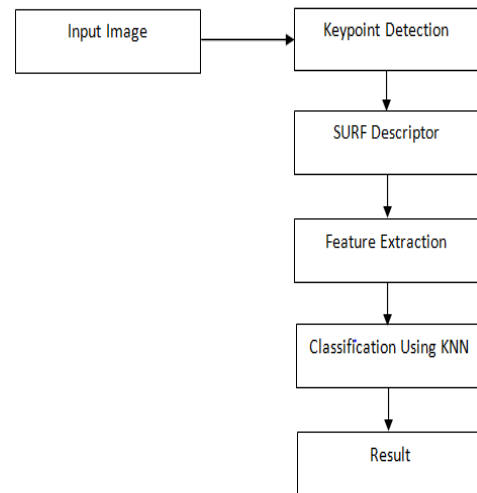 Input Image
Keypoint Detection
SURF Descriptor
Feature Extraction
Classification Using KNN
Result